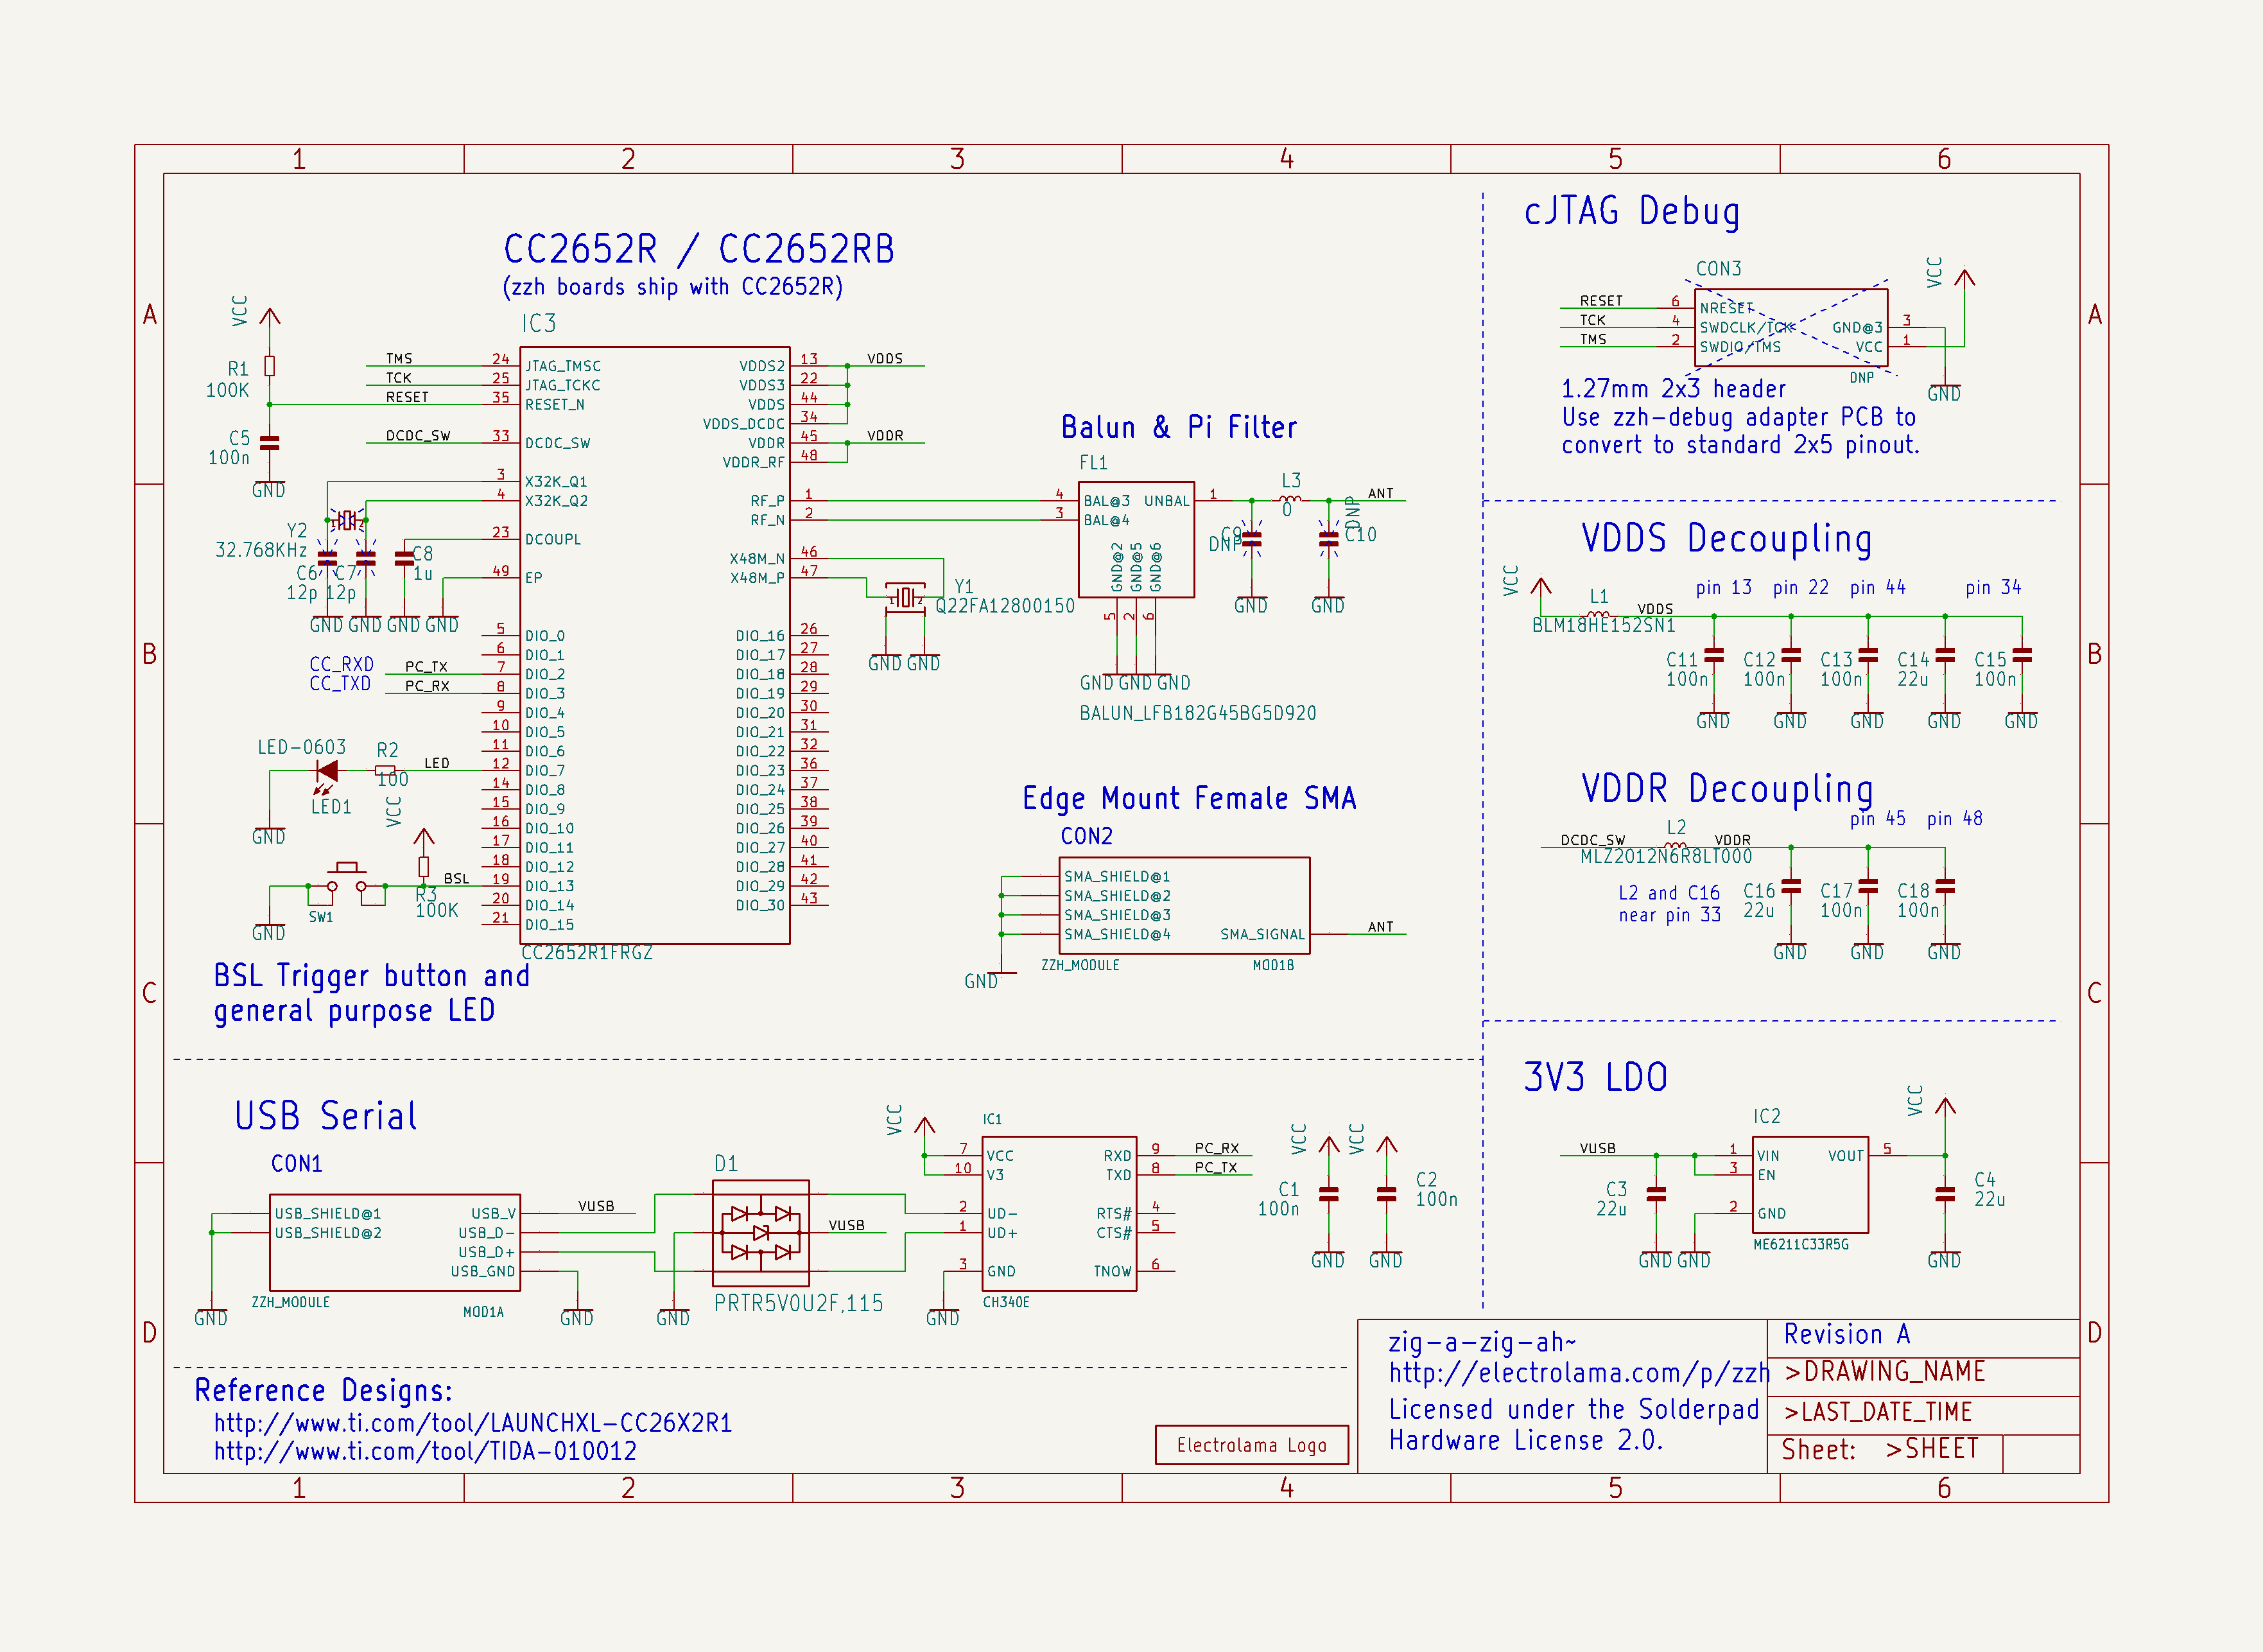 1 2 3 4 5 6
A A
B B
C C
D D
CC2652R / CC2652RB
(zzh boards ship with CC2652R)
IC3
VCC
R1
100K
C5
100n
GND
TMS 24 JTAG_TMSC
TCK 25 JTAG_TCKC
RESET 35 RESET_N
DCDC_SW 33 DCDC_SW
3 X32K_Q1
4 X32K_Q2
23 DCOUPL
49 EP
Y2
32.768KHz
C6 C7
12p 12p
C8
1u
GND GND GND GND
5 DIO_0
6 DIO_1
CC_RXD PC_TX 7 DIO_2
CC_TXD PC_RX 8 DIO_3
9 DIO_4
10 DIO_5
11 DIO_6
LED 12 DIO_7
14 DIO_8
15 DIO_9
16 DIO_10
17 DIO_11
18 DIO_12
BSL 19 DIO_13
20 DIO_14
21 DIO_15
LED-0603
R2
100
LED1
GND
VCC
R3
100K
SW1
GND
VDDS2 13 VDDS
VDDS3 22
VDDS 44
VDDS_DCDC 34
VDDR 45 VDDR
VDDR_RF 48
RF_P 1
RF_N 2
X48M_N 46
X48M_P 47
DIO_16 26
DIO_17 27
DIO_18 28
DIO_19 29
DIO_20 30
DIO_21 31
DIO_22 32
DIO_23 36
DIO_24 37
DIO_25 38
DIO_26 39
DIO_27 40
DIO_28 41
DIO_29 42
DIO_30 43
CC2652R1FRGZ
1 2
Y1
Q22FA12800150
GND GND
BSL Trigger button and
general purpose LED
Balun & Pi Filter
FL1
4 BAL@3 UNBAL 1
3 BAL@4
GND@2 GND@5 GND@6
5 2 6
GND GND GND
BALUN_LFB182G45BG5D920
L3
0
ANT
C9
DNP
DNP
C10
GND GND
Edge Mount Female SMA
CON2
SMA_SHIELD@1
SMA_SHIELD@2
SMA_SHIELD@3
SMA_SHIELD@4 SMA_SIGNAL ANT
ZZH_MODULE MOD1B
GND
cJTAG Debug
CON3
VCC
RESET 6 NRESET
TCK 4 SWDCLK/TCK GND@3 3
TMS 2 SWDIO/TMS VCC 1
DNP
GND
1.27mm 2x3 header
Use zzh-debug adapter PCB to
convert to standard 2x5 pinout.
VDDS Decoupling
VCC
pin 13 pin 22 pin 44 pin 34
L1
VDDS
BLM18HE152SN1
C11 C12 C13 C14 C15
100n 100n 100n 22u 100n
GND GND GND GND GND
VDDR Decoupling
pin 45 pin 48
DCDC_SW L2 VDDR
MLZ2012N6R8LT000
L2 and C16
near pin 33
C16 C17 C18
22u 100n 100n
GND GND GND
3V3 LDO
IC2
VCC
VUSB 1 VIN VOUT 5
3 EN
2 GND
C3
22u
C4
22u
ME6211C33R5G
GND GND GND
USB Serial
CON1
USB_SHIELD@1 USB_V VUSB
USB_SHIELD@2 USB_D-
USB_D+
USB_GND
ZZH_MODULE MOD1A
GND GND
D1
VUSB
PRTR5V0U2F,115
GND
VCC
IC1
7 VCC RXD 9 PC_RX
10 V3 TXD 8 PC_TX
2 UD- RTS# 4
1 UD+ CTS# 5
3 GND TNOW 6
CH340E
GND
VCC VCC
C1
100n
C2
100n
GND GND
Reference Designs:
http://www.ti.com/tool/LAUNCHXL-CC26X2R1
http://www.ti.com/tool/TIDA-010012
Electrolama Logo
zig-a-zig-ah~
http://electrolama.com/p/zzh
Licensed under the Solderpad
Hardware License 2.0.
Revision A
>DRAWING_NAME
>LAST_DATE_TIME
Sheet: >SHEET
1 2 3 4 5 6